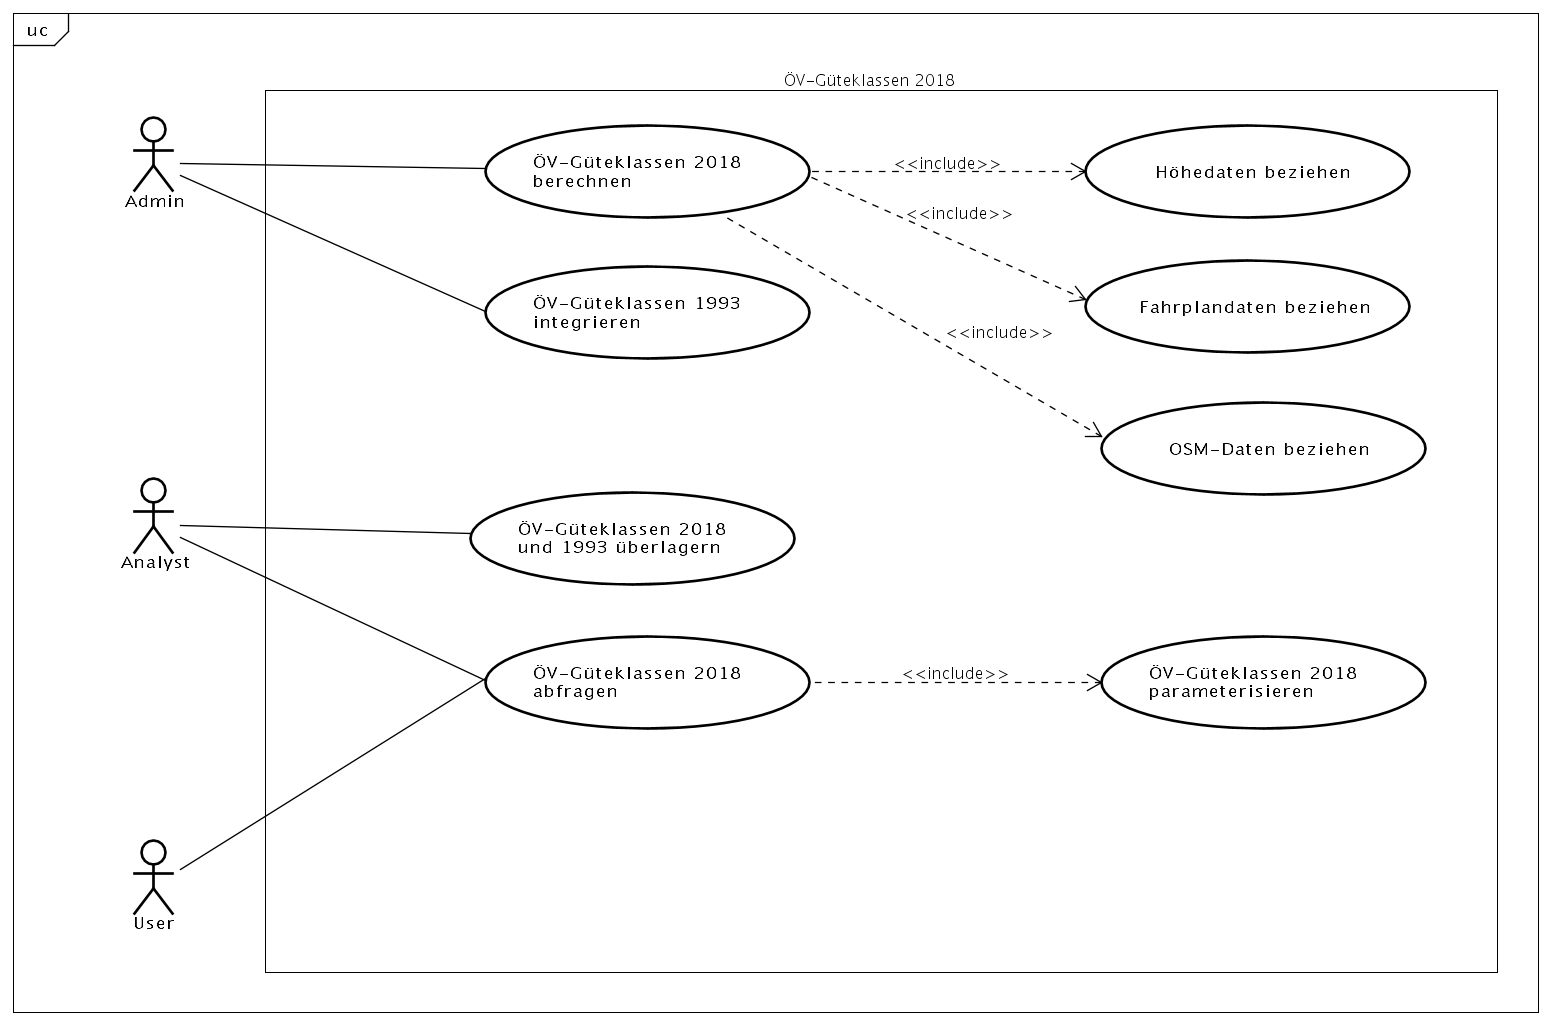 uc
ÖV-Güteklassen 2018
Admin
ÖV-Güteklassen 2018
berechnen
<<include>>
Höhedaten beziehen
<<include>>
ÖV-Güteklassen 1993
integrieren
Fahrplandaten beziehen
<<include>>
OSM-Daten beziehen
Analyst
ÖV-Güteklassen 2018
und 1993 überlagern
ÖV-Güteklassen 2018
abfragen
<<include>>
ÖV-Güteklassen 2018
parameterisieren
User